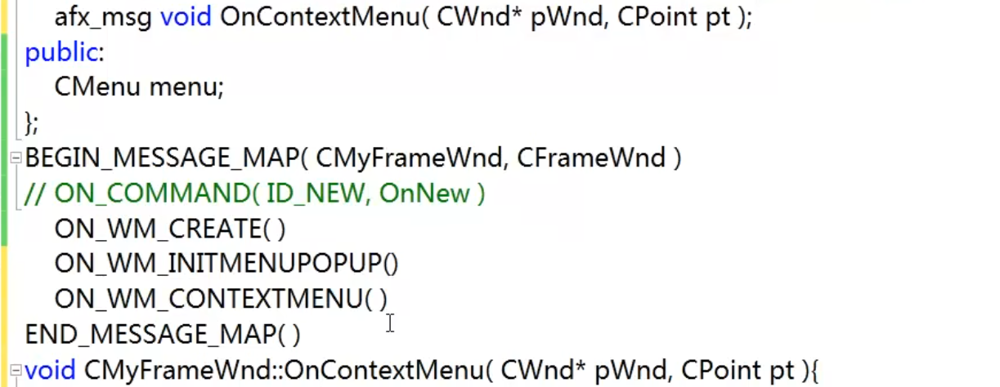 afx_msg void OnContextMenu( CWnd* pWnd, CPoint pt );
public:
CMenu menu;
};
BEGIN_MESSAGE_MAP( CMyFrameWnd, CFrameWnd )
// ON_COMMAND( ID_NEW, OnNew )
ON_WM_CREATE( )
ON_WM_INITMENUPOPUP()
ON_WM_CONTEXTMENU( )
END_MESSAGE_MAP( )
void CMyFrameWnd::OnContextMenu( CWnd* pWnd, CPoint pt ){